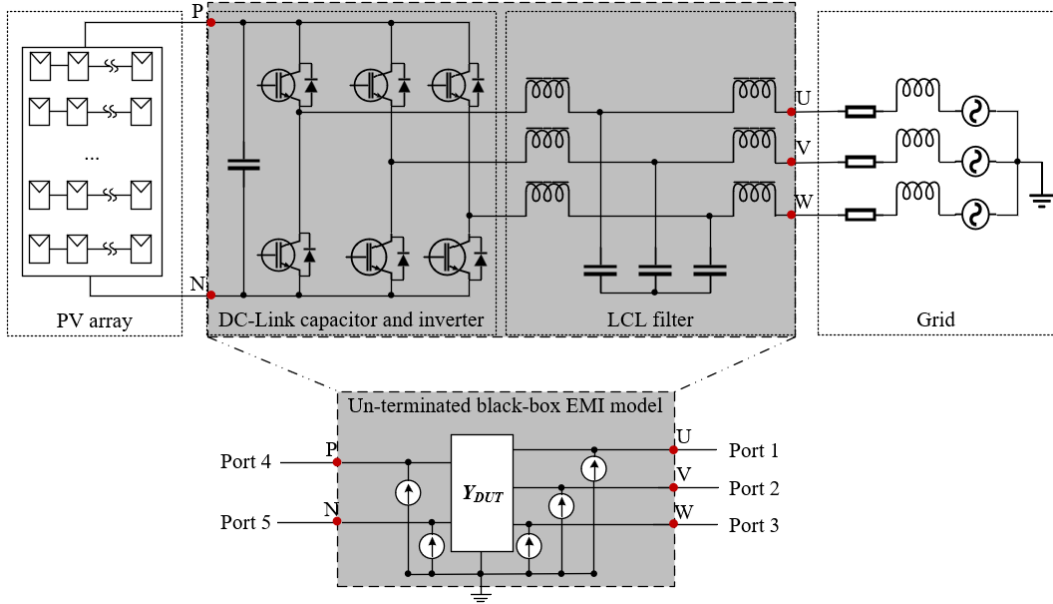 P
U
V
W
...
N
PV array
DC-Link capacitor and inverter
LCL filter
Grid
Un-terminated black-box EMI model
Port 4
P
Y_DUT
U
Port 1
V
Port 2
Port 5
N
W
Port 3